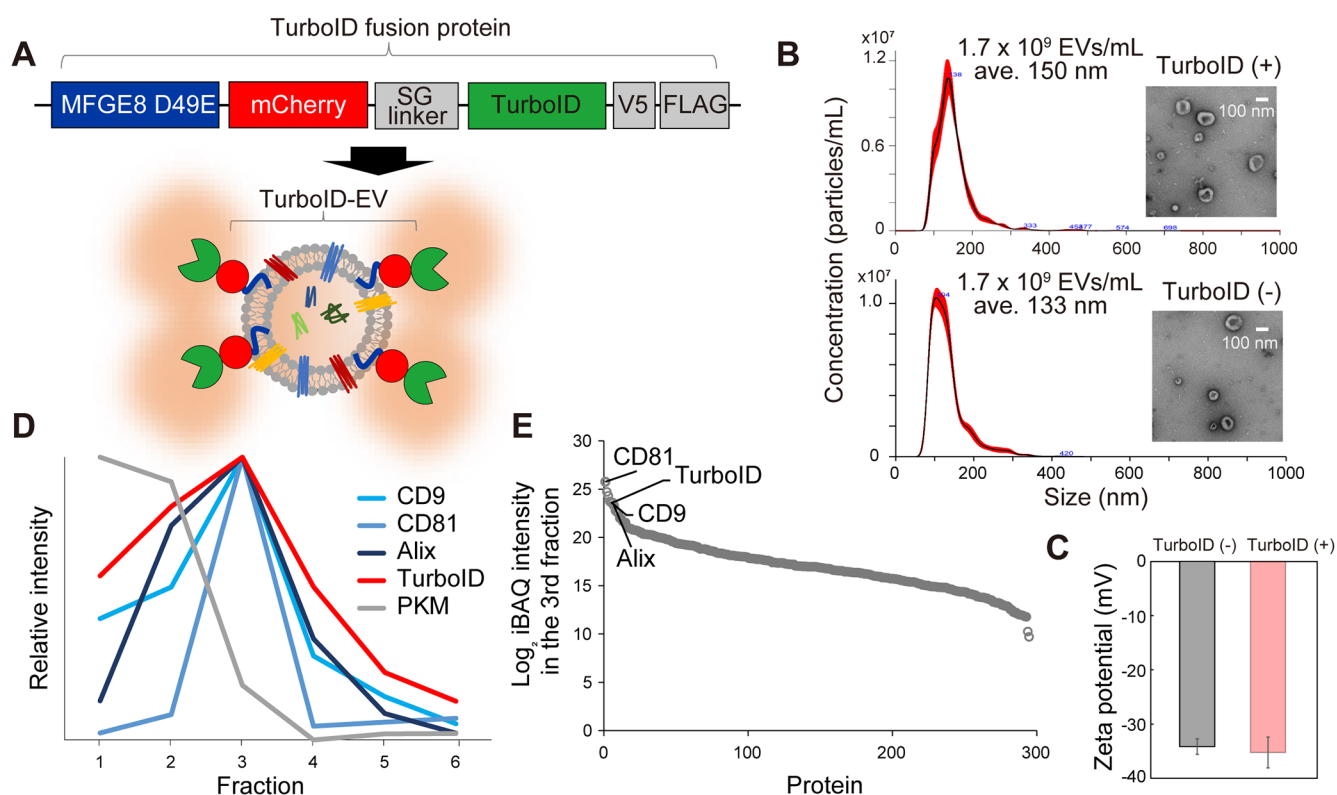 A
TurboID fusion protein
MFGE8 D49E
mCherry
SG
linker
TurboID
V5
FLAG
TurboID-EV
B
Concentration (particles/mL)
x10⁷
1.2
0.6
0
1.7 x 10⁹ EVs/mL
ave. 150 nm
TurboID (+)
100 nm
333
574
698
0
200
400
600
800
1000
x10⁷
1.0
0
1.7 x 10⁹ EVs/mL
ave. 133 nm
TurboID (-)
100 nm
420
0
200
400
600
800
1000
Size (nm)
C
TurboID (-)
TurboID (+)
Zeta potential (mV)
0
-10
-20
-30
-40
D
Relative intensity
CD9
CD81
Alix
TurboID
PKM
1
2
3
4
5
6
Fraction
E
Log₂ iBAQ intensity
in the 3rd fraction
30
25
20
15
10
5
0
CD81
TurboID
CD9
Alix
0
100
200
300
Protein